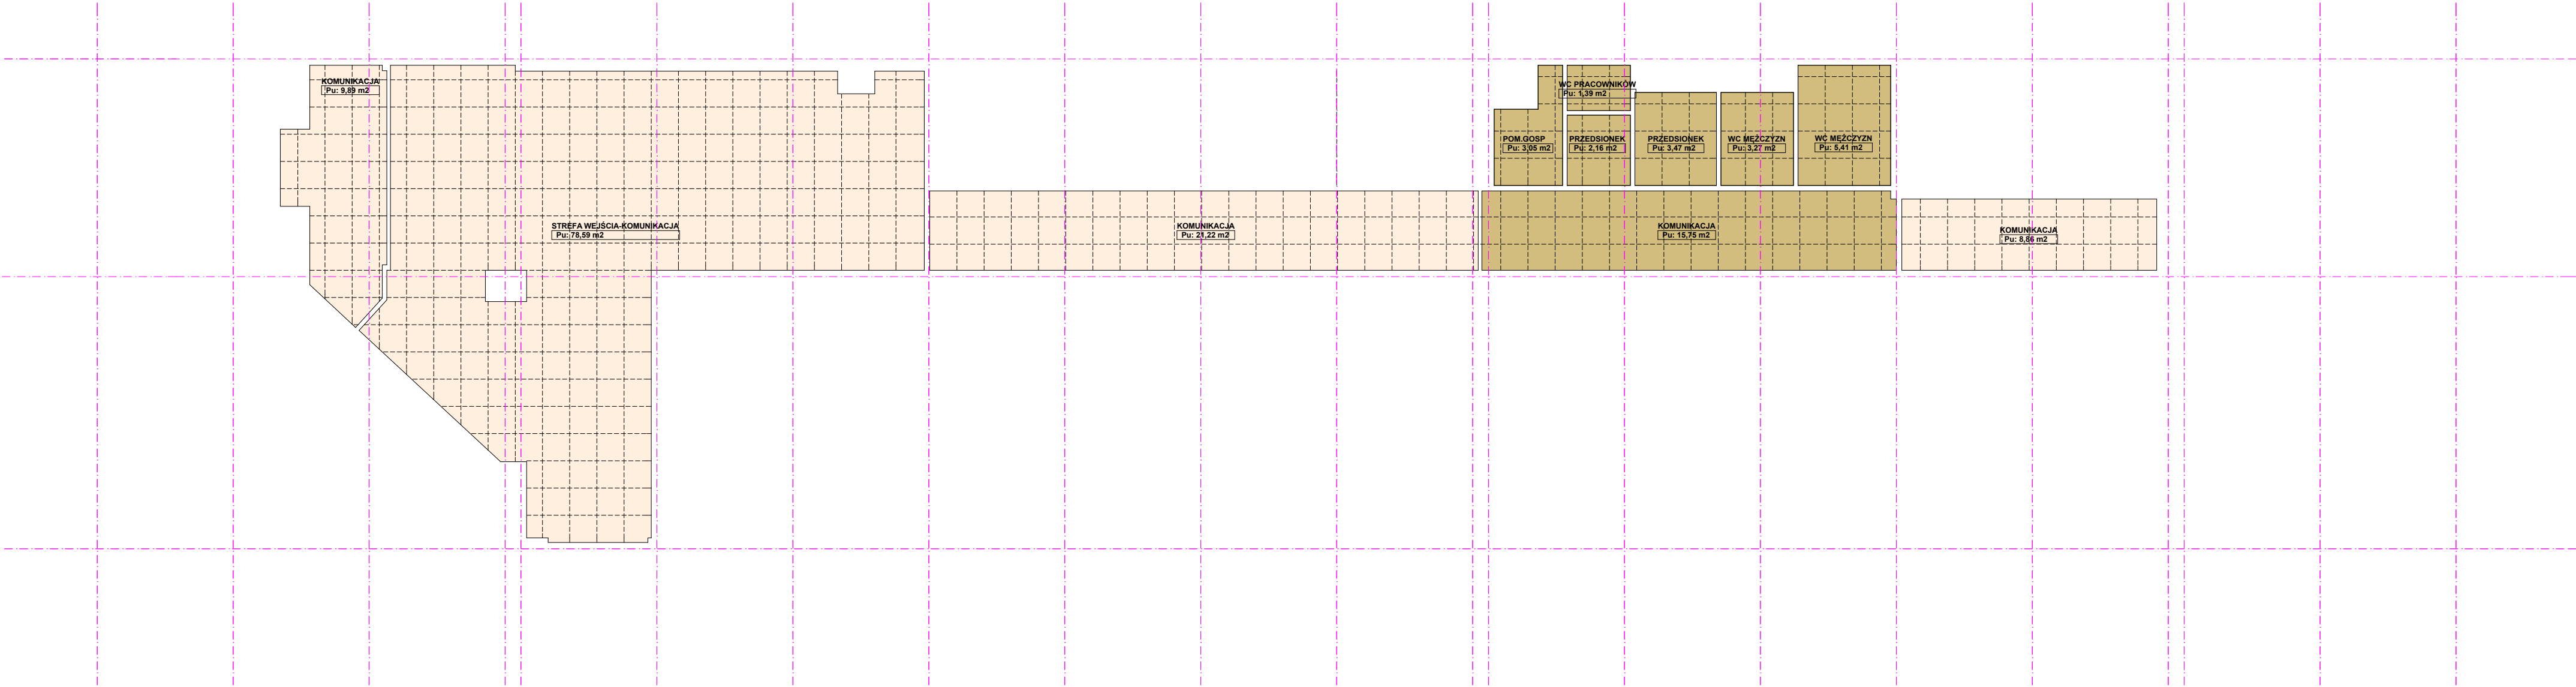 KOMUNIKACJA
Pu: 9,89 m2
STREFA WEJŚCIA-KOMUNIKACJA
Pu: 78,59 m2
KOMUNIKACJA
Pu: 21,22 m2
WC PRACOWNIKÓW
Pu: 1,39 m2
POM.GOSP
Pu: 3,05 m2
PRZEDSIONEK
Pu: 2,16 m2
PRZEDSIONEK
Pu: 3,47 m2
WC MĘŻCZYZN
Pu: 3,27 m2
WC MĘŻCZYZN
Pu: 5,41 m2
KOMUNIKACJA
Pu: 15,75 m2
KOMUNIKACJA
Pu: 8,86 m2